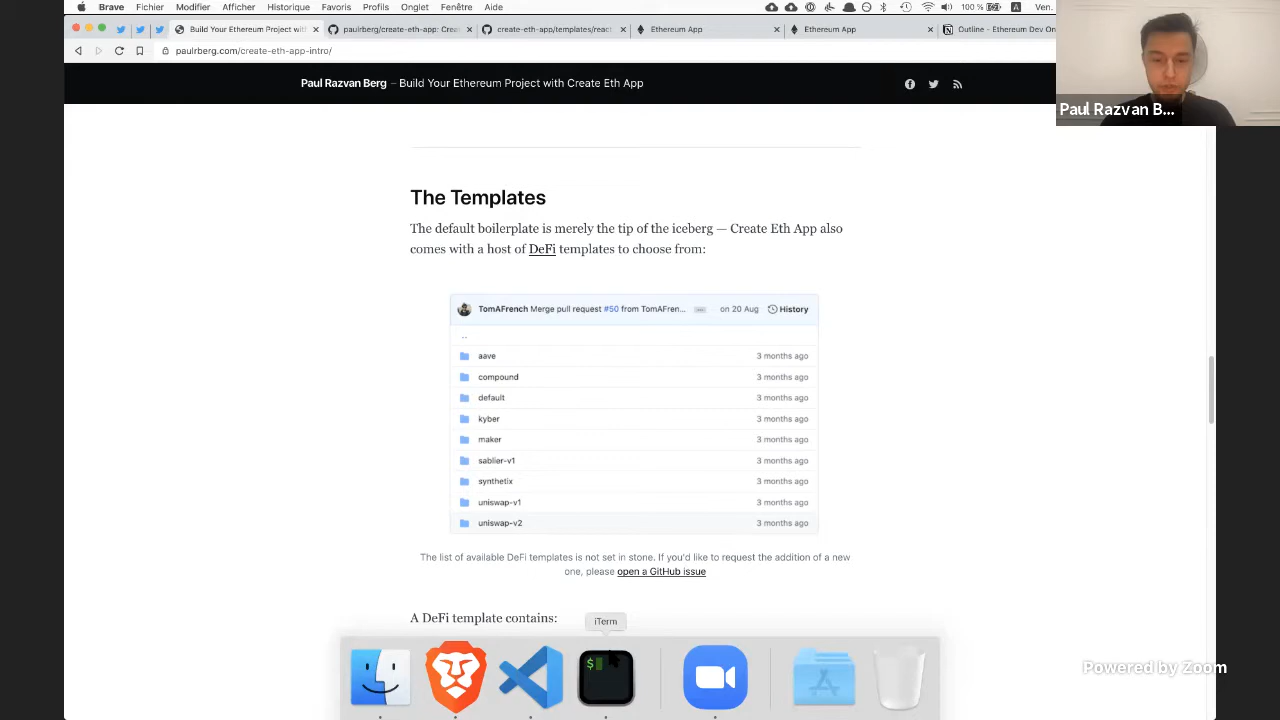 Brave Fichier Modifier Afficher Historique Favoris Profils Onglet Fenêtre Aide 100 % A Ven.
Build Your Ethereum Project with
paulrberg/create-eth-app: Crea
create-eth-app/templates/react
Ethereum App
Ethereum App
Outline - Ethereum Dev On
paulrberg.com/create-eth-app-intro/
Paul Razvan Berg – Build Your Ethereum Project with Create Eth App
Paul Razvan B...
The Templates
The default boilerplate is merely the tip of the iceberg — Create Eth App also
comes with a host of DeFi templates to choose from:
TomAFrench Merge pull request #50 from TomAFren... on 20 Aug History
..
aave 3 months ago
compound 3 months ago
default 3 months ago
kyber 3 months ago
maker 3 months ago
sablier-v1 3 months ago
synthetix 3 months ago
uniswap-v1 3 months ago
uniswap-v2 3 months ago
The list of available DeFi templates is not set in stone. If you'd like to request the addition of a new
one, please open a GitHub issue
A DeFi template contains:
iTerm
$
Powered by Zoom